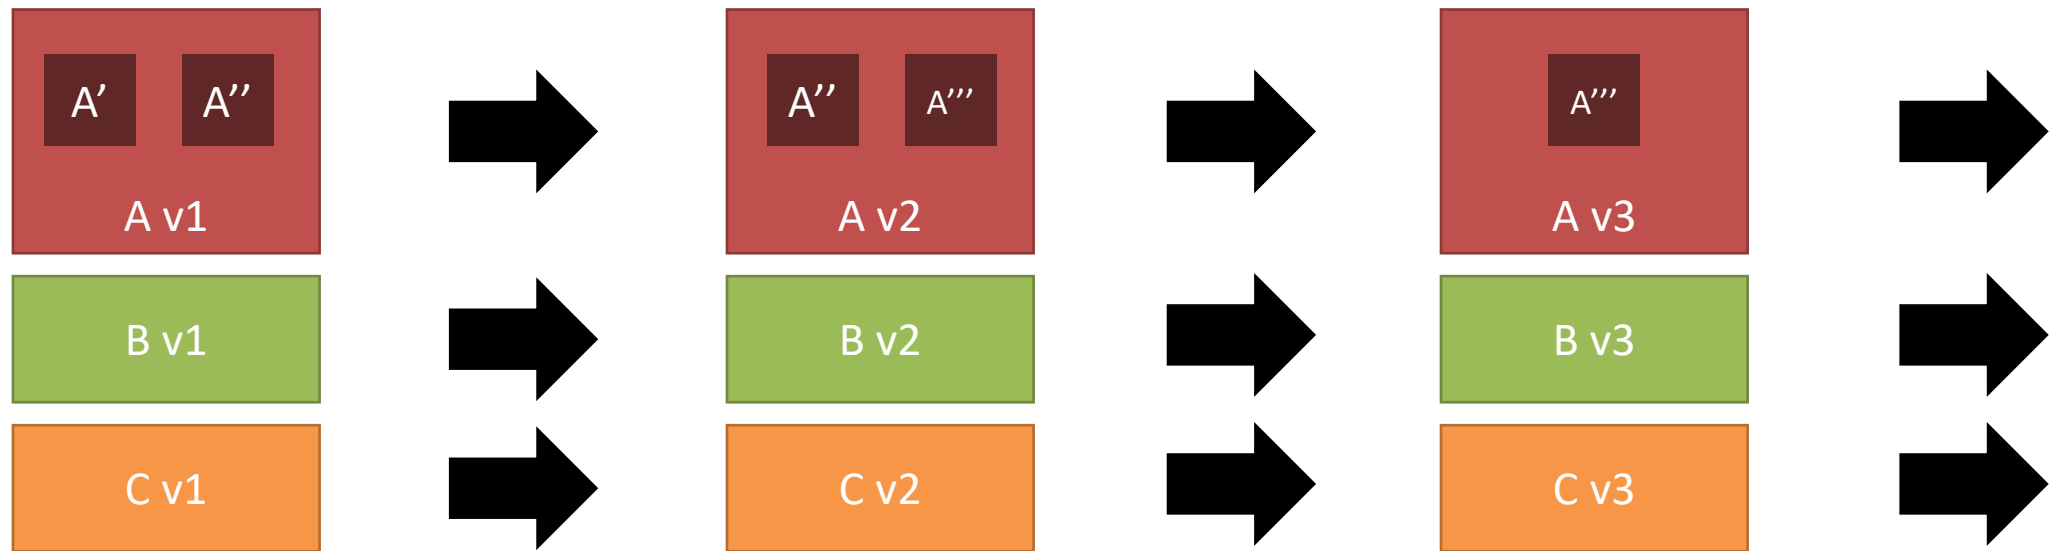 A’ A’’ A’’ A’’’ A’’’
A v1 A v2 A v3
B v1 B v2 B v3
C v1 C v2 C v3